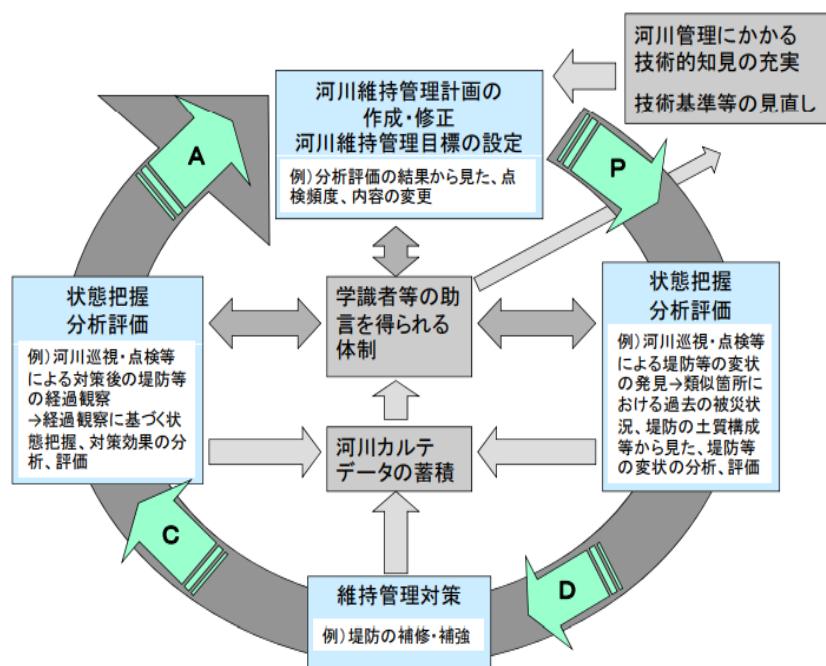 河川管理にかかる
技術的知見の充実
技術基準等の見直し
河川維持管理計画の
作成・修正
河川維持管理目標の設定
例）分析評価の結果から見た、点
検頻度、内容の変更
A
P
状態把握
分析評価
例）河川巡視・点検等
による対策後の堤防等
の経過観察
→経過観察に基づく状
態把握、対策効果の分
析、評価
学識者等の助
言を得られる
体制
状態把握
分析評価
例）河川巡視・点検等
による堤防等の変状
の発見→類似箇所に
おける過去の被災状
況、堤防の土質構成
等から見た、堤防等
の変状の分析、評価
河川カルテ
データの蓄積
C
D
維持管理対策
例）堤防の補修・補強